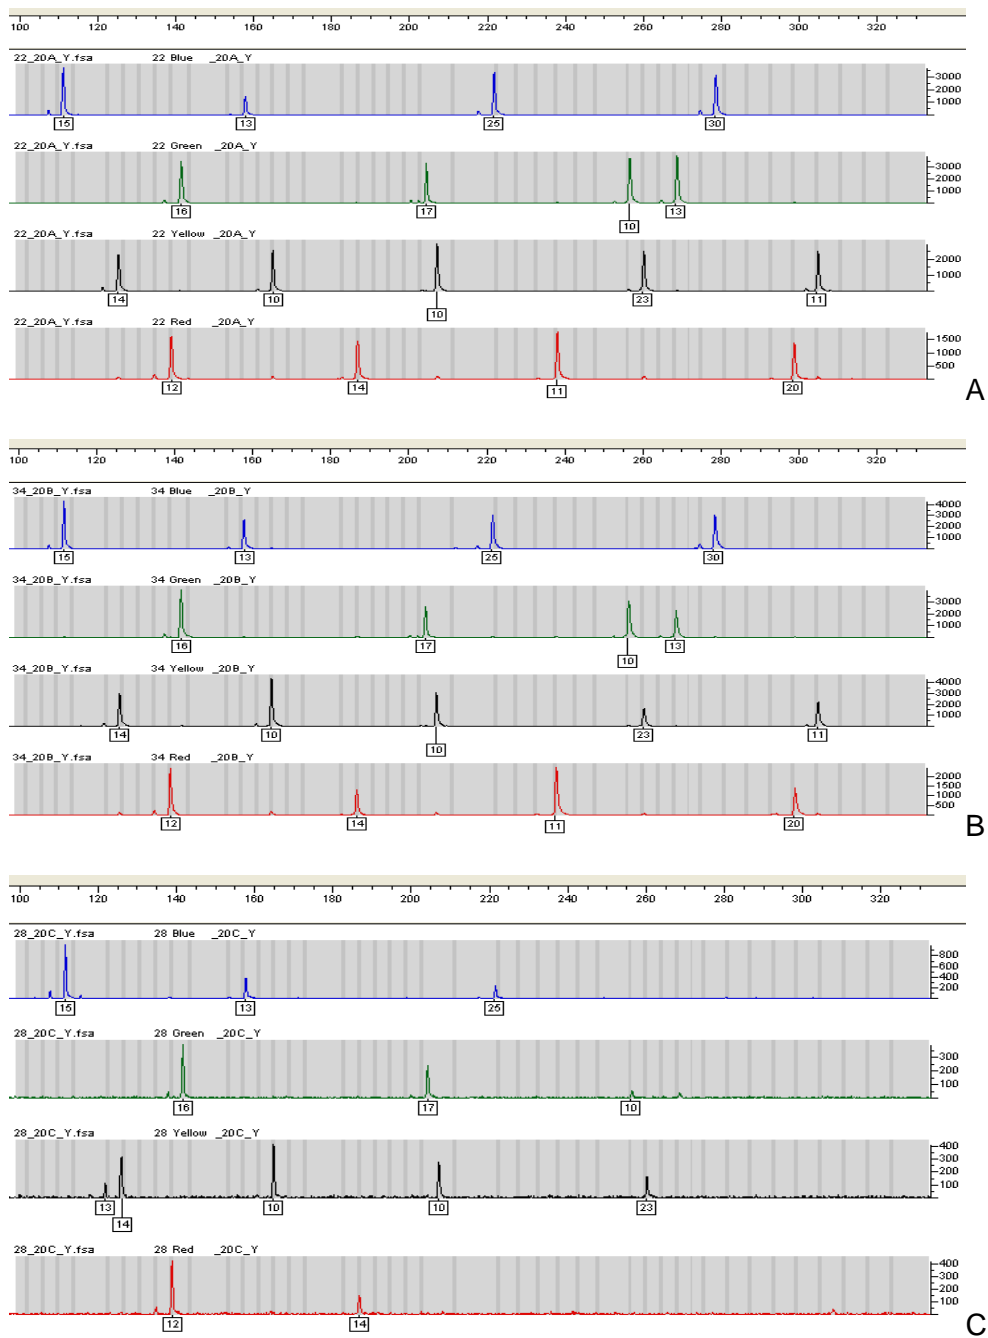 100 120 140 160 180 200 220 240 260 280 300 320
22_20A_Y.fsa 22 Blue _20A_Y
3000
2000
1000
15 13 25 30
22_20A_Y.fsa 22 Green _20A_Y
3000
2000
1000
16 17 10 13
22_20A_Y.fsa 22 Yellow _20A_Y
2000
1000
14 10 10 23 11
22_20A_Y.fsa 22 Red _20A_Y
1500
1000
500
12 14 11 20
A
100 120 140 160 180 200 220 240 260 280 300 320
34_20B_Y.fsa 34 Blue _20B_Y
4000
3000
2000
1000
15 13 25 30
34_20B_Y.fsa 34 Green _20B_Y
3000
2000
1000
16 17 10 13
34_20B_Y.fsa 34 Yellow _20B_Y
4000
3000
2000
1000
14 10 10 23 11
34_20B_Y.fsa 34 Red _20B_Y
2000
1500
1000
500
12 14 11 20
B
100 120 140 160 180 200 220 240 260 280 300 320
28_20C_Y.fsa 28 Blue _20C_Y
800
600
400
200
15 13 25
28_20C_Y.fsa 28 Green _20C_Y
300
200
100
16 17 10
28_20C_Y.fsa 28 Yellow _20C_Y
400
300
200
100
13 14 10 10 23
28_20C_Y.fsa 28 Red _20C_Y
400
300
200
100
12 14
C